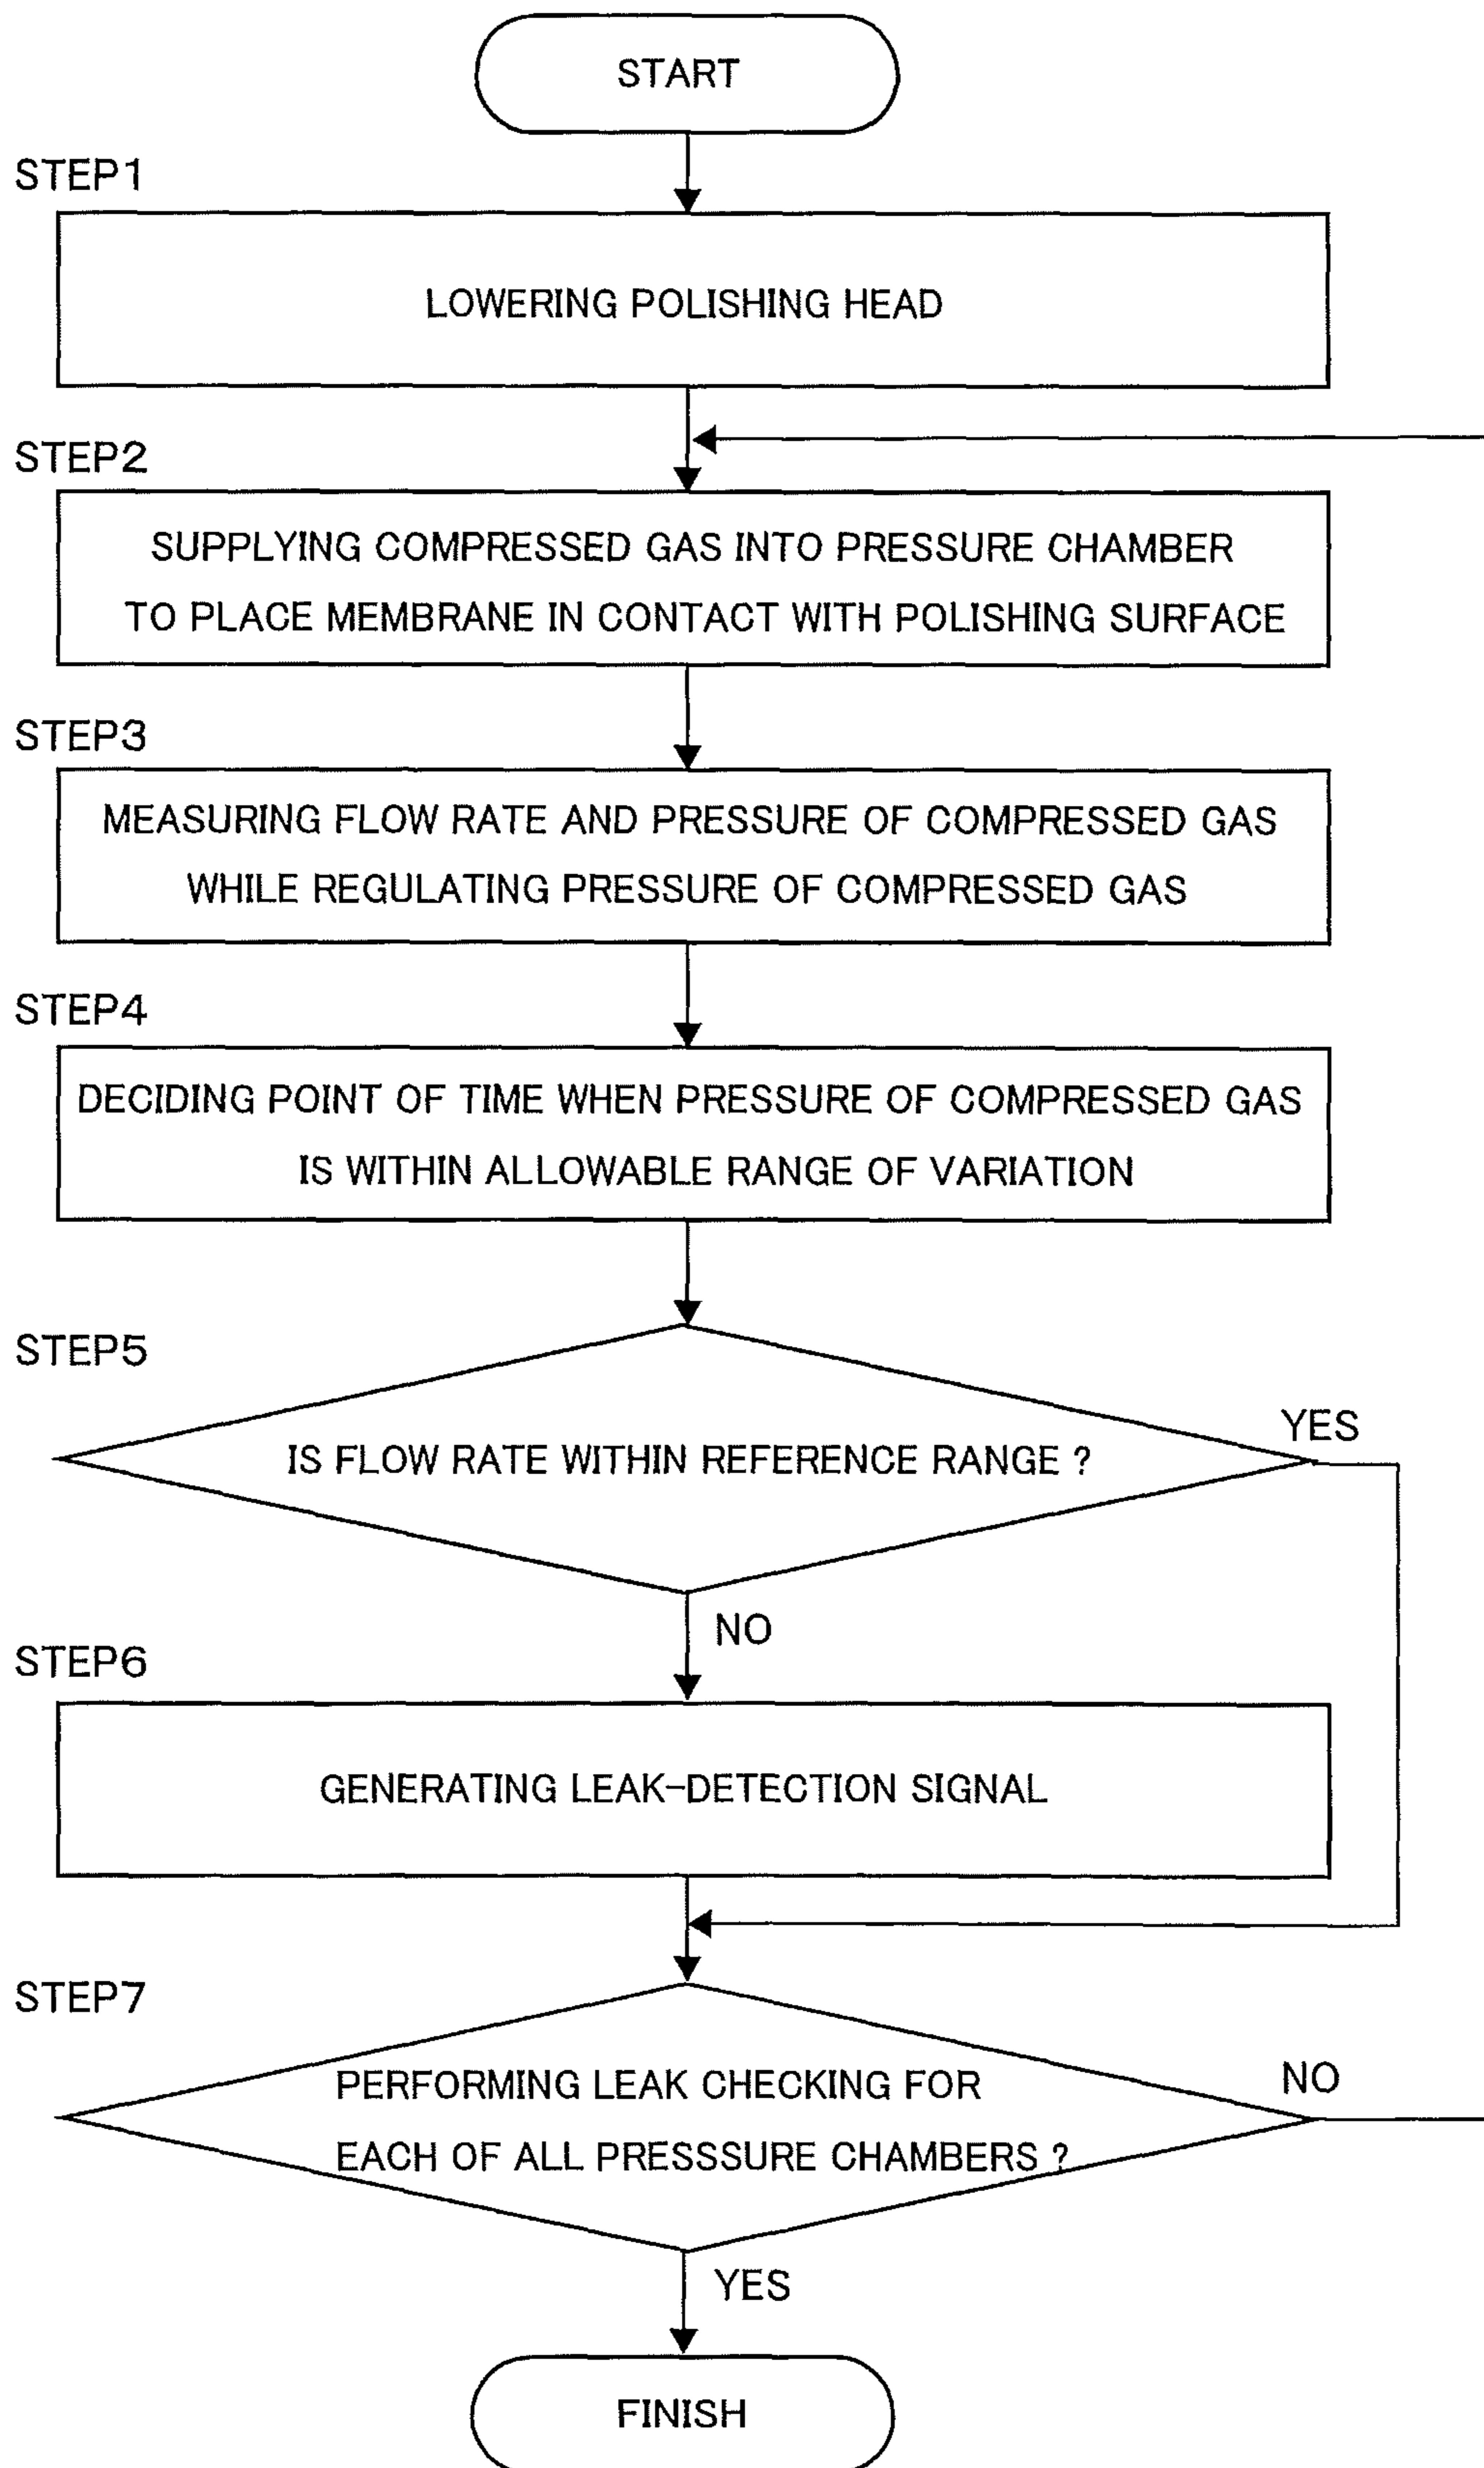 START
STEP1
LOWERING POLISHING HEAD
STEP2
SUPPLYING COMPRESSED GAS INTO PRESSURE CHAMBER
TO PLACE MEMBRANE IN CONTACT WITH POLISHING SURFACE
STEP3
MEASURING FLOW RATE AND PRESSURE OF COMPRESSED GAS
WHILE REGULATING PRESSURE OF COMPRESSED GAS
STEP4
DECIDING POINT OF TIME WHEN PRESSURE OF COMPRESSED GAS
IS WITHIN ALLOWABLE RANGE OF VARIATION
STEP5
YES
IS FLOW RATE WITHIN REFERENCE RANGE ?
NO
STEP6
GENERATING LEAK-DETECTION SIGNAL
STEP7
NO
PERFORMING LEAK CHECKING FOR
EACH OF ALL PRESSSURE CHAMBERS ?
YES
FINISH